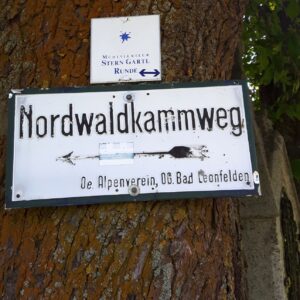 Mühlviertler
Stern Gartl
Runde
Nordwaldkammweg
Oe. Alpenverein, OG. Bad Leonfelden